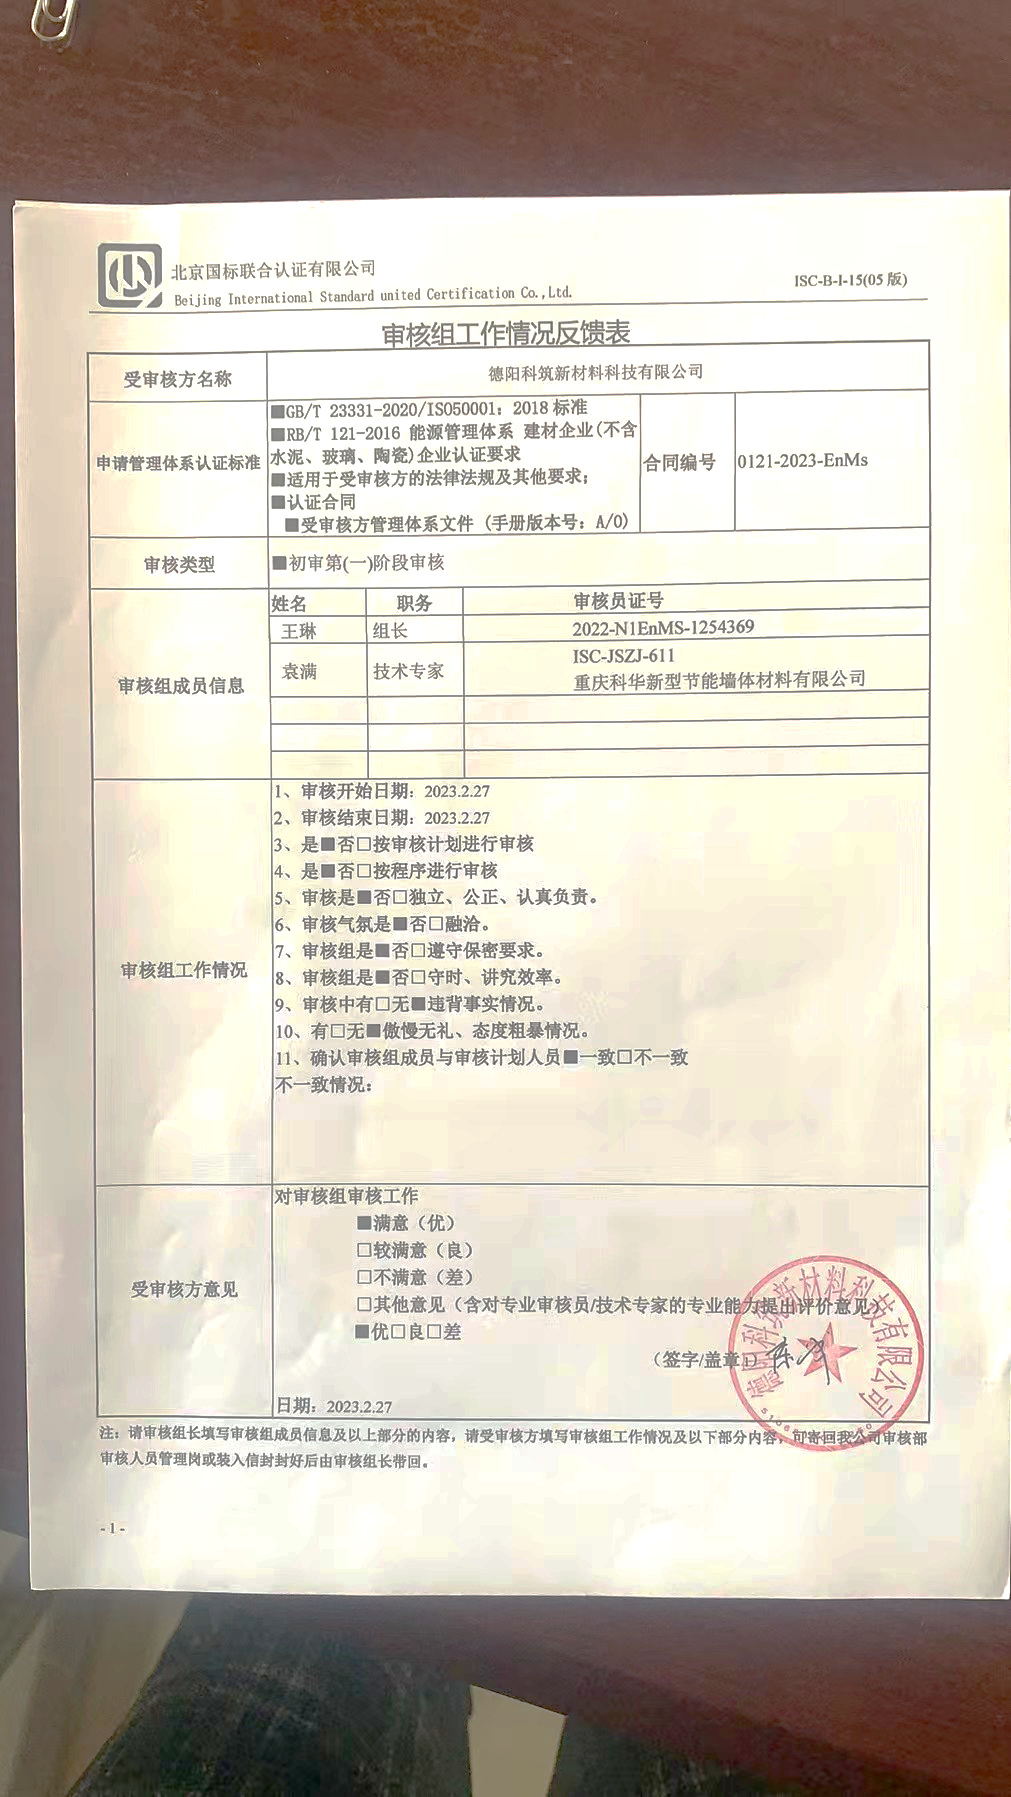 北京国标联合认证有限公司
Beijing International Standard united Certification Co.,Ltd.
ISC-B-I-15(05 版)
审核组工作情况反馈表
受审核方名称
德阳科筑新材料科技有限公司
申请管理体系认证标准
■GB/T 23331-2020/ISO50001：2018 标准
■RB/T 121-2016 能源管理体系 建材企业(不含
水泥、玻璃、陶瓷)企业认证要求
■适用于受审核方的法律法规及其他要求；
■认证合同
■受审核方管理体系文件 (手册版本号：A/0)
合同编号
0121-2023-EnMs
审核类型
■初审第(一)阶段审核
审核组成员信息
姓名 职务 审核员证号
王琳 组长 2022-N1EnMS-1254369
袁满 技术专家 ISC-JSZJ-611
重庆科华新型节能墙体材料有限公司
审核组工作情况
1、审核开始日期：2023.2.27
2、审核结束日期：2023.2.27
3、是■否□按审核计划进行审核
4、是■否□按程序进行审核
5、审核是■否□独立、公正、认真负责。
6、审核气氛是■否□融洽。
7、审核组是■否□遵守保密要求。
8、审核组是■否□守时、讲究效率。
9、审核中有□无■违背事实情况。
10、有□无■傲慢无礼、态度粗暴情况。
11、确认审核组成员与审核计划人员■一致□不一致
不一致情况：
受审核方意见
对审核组审核工作
■满意（优）
□较满意（良）
□不满意（差）
□其他意见（含对专业审核员/技术专家的专业能力提出评价意见）
■优□良□差
（签字/盖章）
德阳科筑新材料科技有限公司
日期：2023.2.27
注：请审核组长填写审核组成员信息及以上部分的内容，请受审核方填写审核组工作情况及以下部分内容，可寄回我公司审核部
审核人员管理岗或装入信封封好后由审核组长带回。
- 1 -